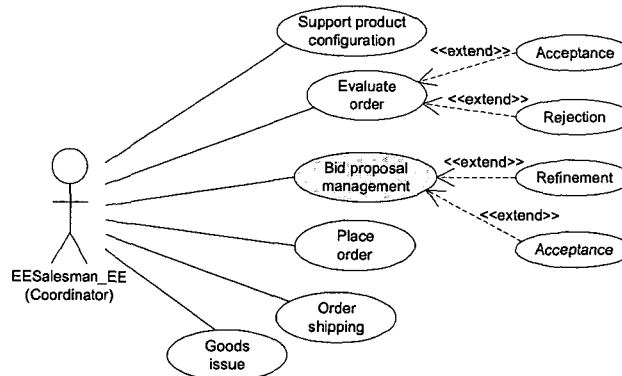 Support product
configuration
<<extend>>
Acceptance
Evaluate
order
<<extend>>
Rejection
Bid proposal
management
<<extend>>
Refinement
<<extend>>
Acceptance
Place
order
EESalesman_EE
(Coordinator)
Order
shipping
Goods
issue